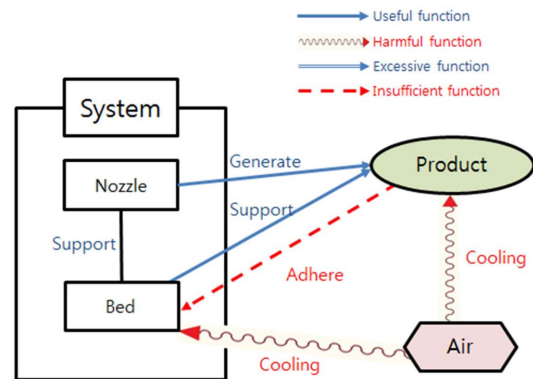 Useful function
Harmful function
Excessive function
Insufficient function
System
Generate
Product
Nozzle
Support
Support
Cooling
Adhere
Bed
Air
Cooling